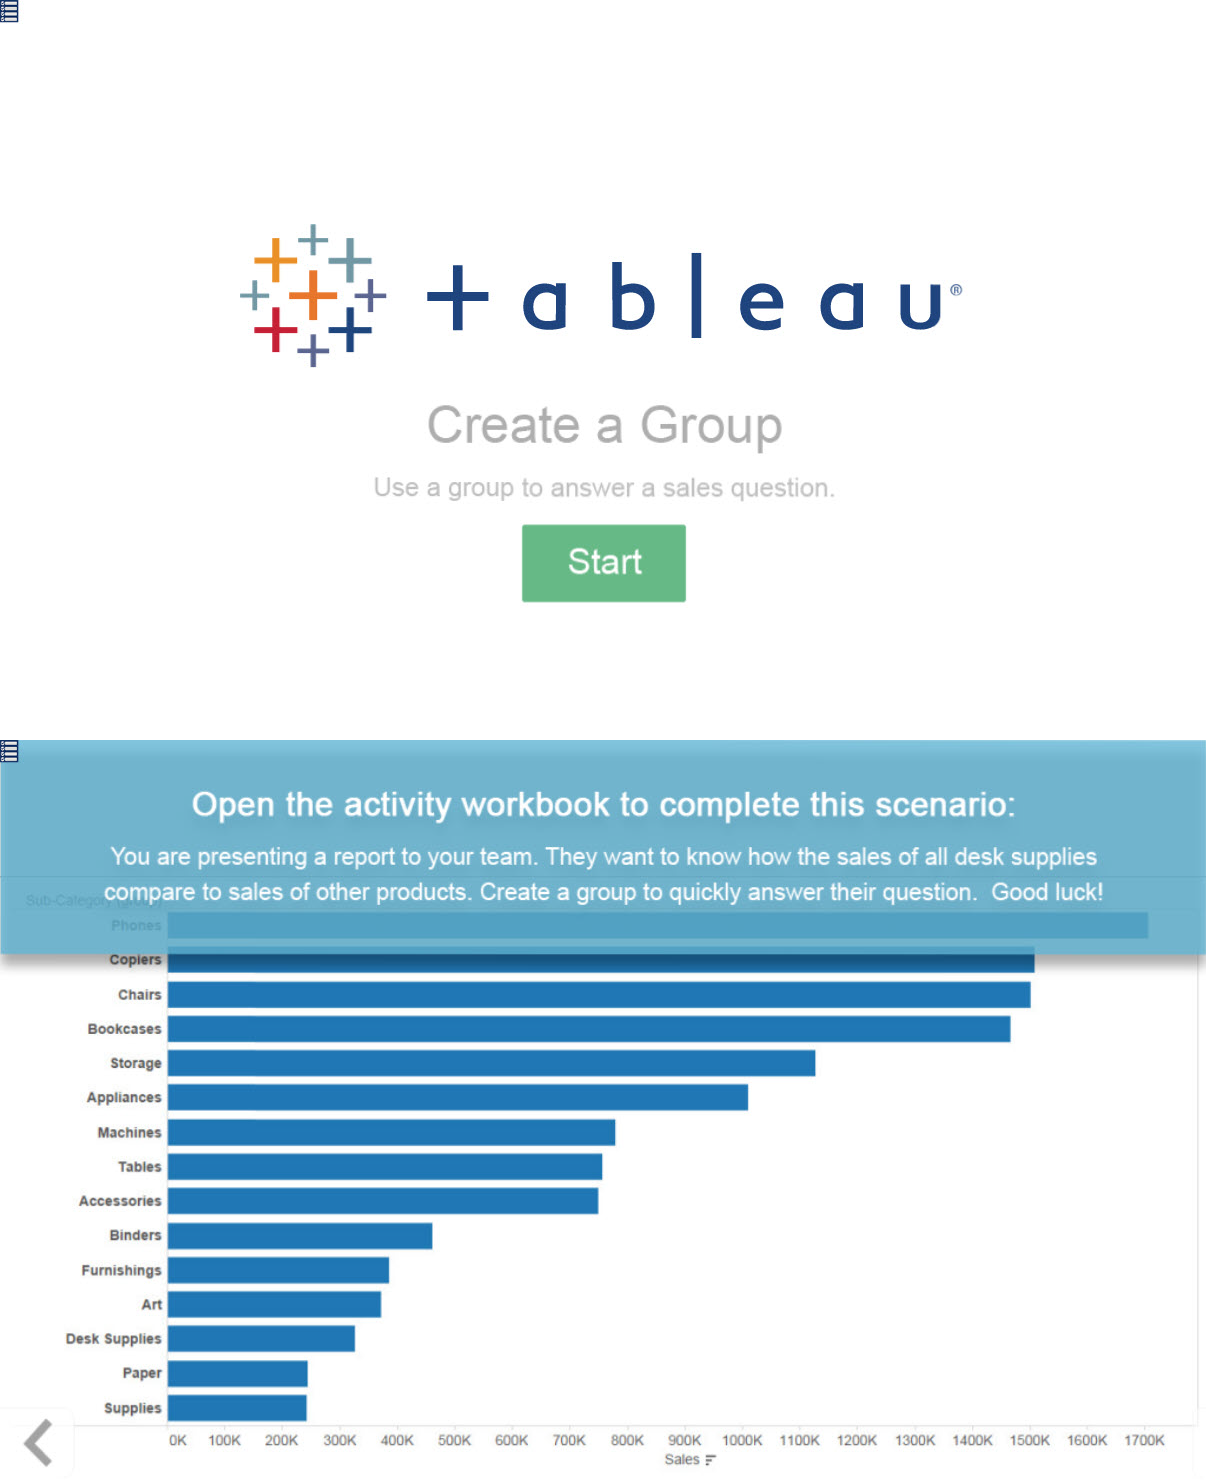 tableau®
Create a Group
Use a group to answer a sales question.
Start
Open the activity workbook to complete this scenario:
You are presenting a report to your team. They want to know how the sales of all desk supplies
compare to sales of other products. Create a group to quickly answer their question.  Good luck!
Sub-Category (group)
Phones
Copiers
Chairs
Bookcases
Storage
Appliances
Machines
Tables
Accessories
Binders
Furnishings
Art
Desk Supplies
Paper
Supplies
0K 100K 200K 300K 400K 500K 600K 700K 800K 900K 1000K 1100K 1200K 1300K 1400K 1500K 1600K 1700K
Sales